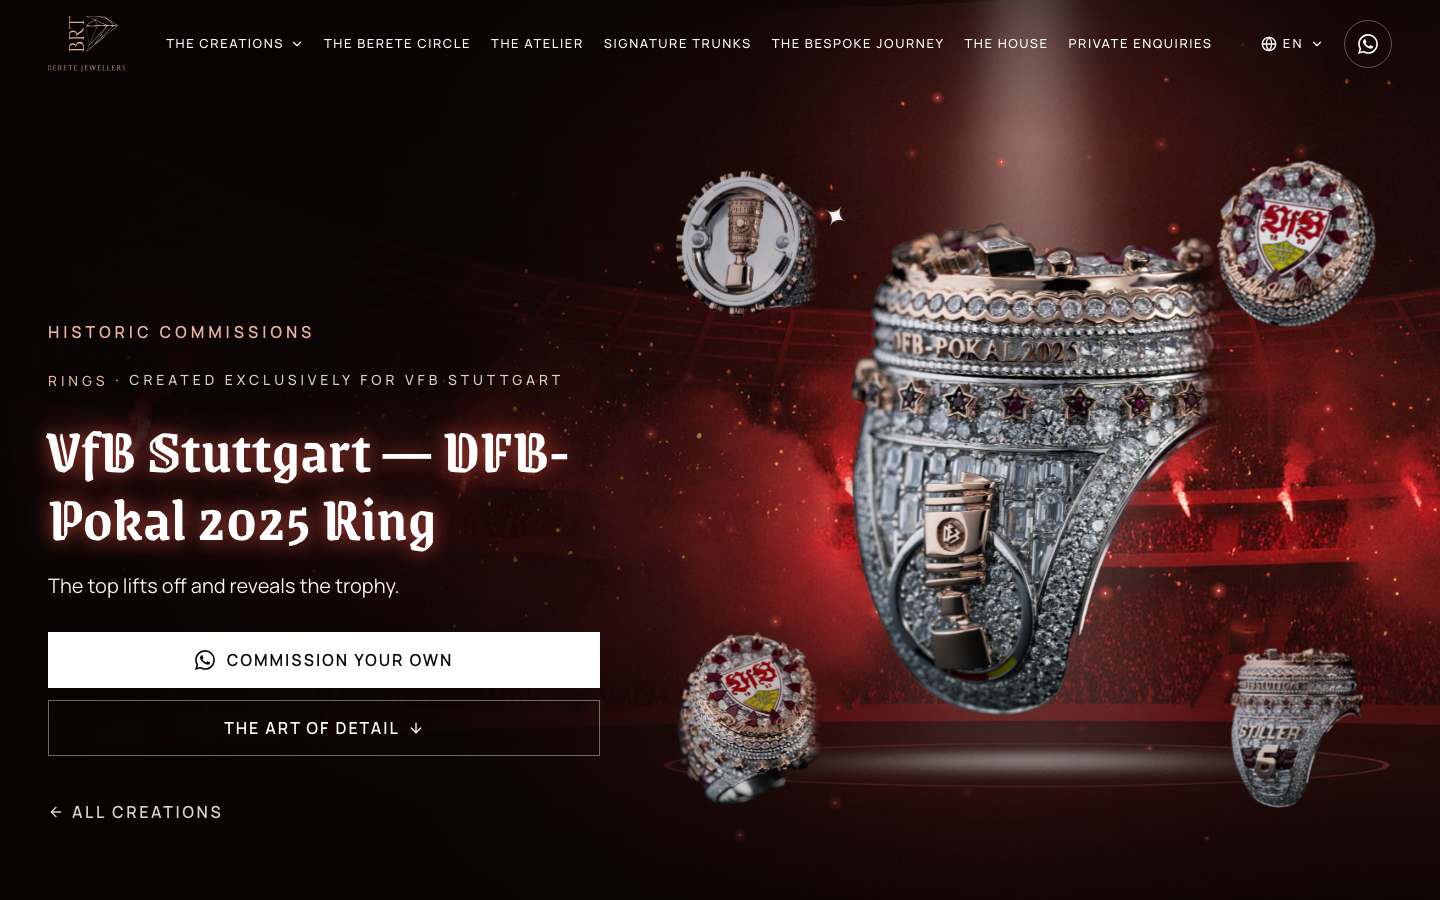 BRT
BERETE JEWELLERS
THE CREATIONS
THE BERETE CIRCLE
THE ATELIER
SIGNATURE TRUNKS
THE BESPOKE JOURNEY
THE HOUSE
PRIVATE ENQUIRIES
EN
HISTORIC COMMISSIONS
RINGS · CREATED EXCLUSIVELY FOR VFB STUTTGART
VfB Stuttgart — DFB-
Pokal 2025 Ring
The top lifts off and reveals the trophy.
COMMISSION YOUR OWN
THE ART OF DETAIL
ALL CREATIONS
DFB-POKAL 2025
VfB
VfB
STILLER
6